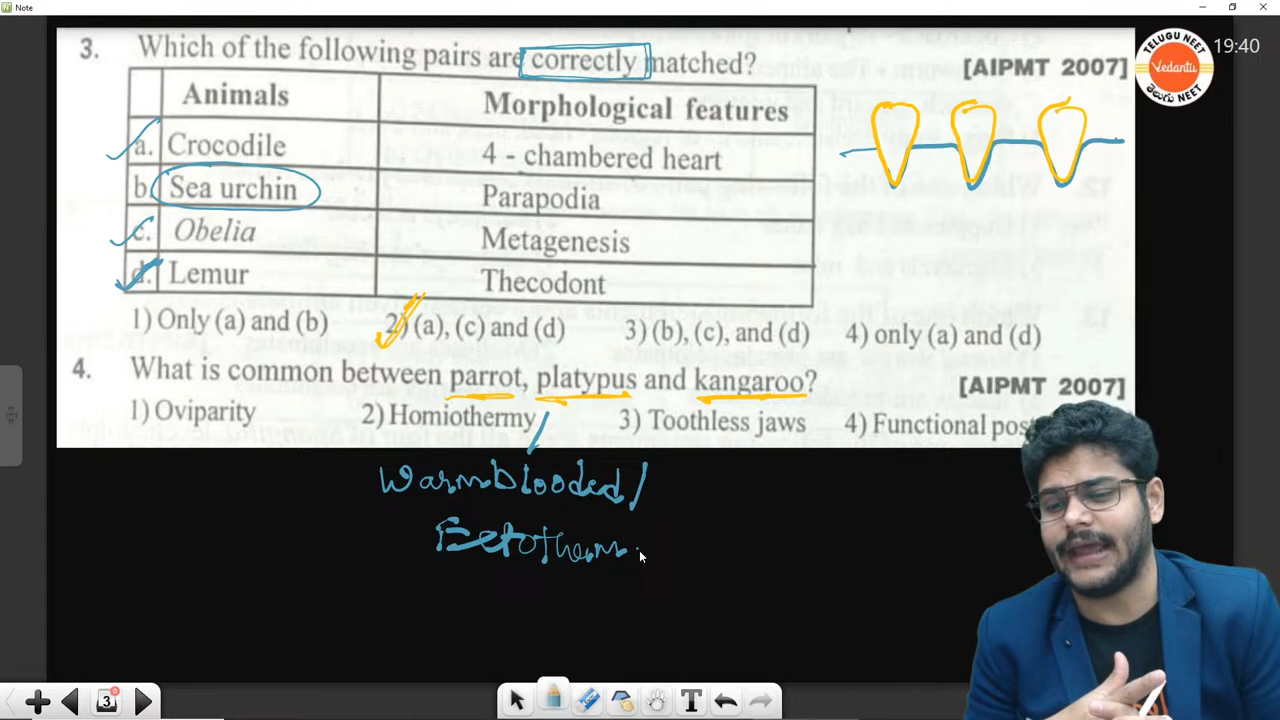 Note
3. Which of the following pairs are correctly matched?
[AIPMT 2007]
Animals Morphological features
a. Crocodile 4 - chambered heart
b Sea urchin Parapodia
c. Obelia Metagenesis
d. Lemur Thecodont
1) Only (a) and (b) 2) (a), (c) and (d) 3) (b), (c), and (d) 4) only (a) and (d)
4. What is common between parrot, platypus and kangaroo?
[AIPMT 2007]
1) Oviparity 2) Homiothermy 3) Toothless jaws 4) Functional pos
Warmblooded/
TELUGU NEET
Vedantu
తెలుగు NEET
19:40
3
0
T